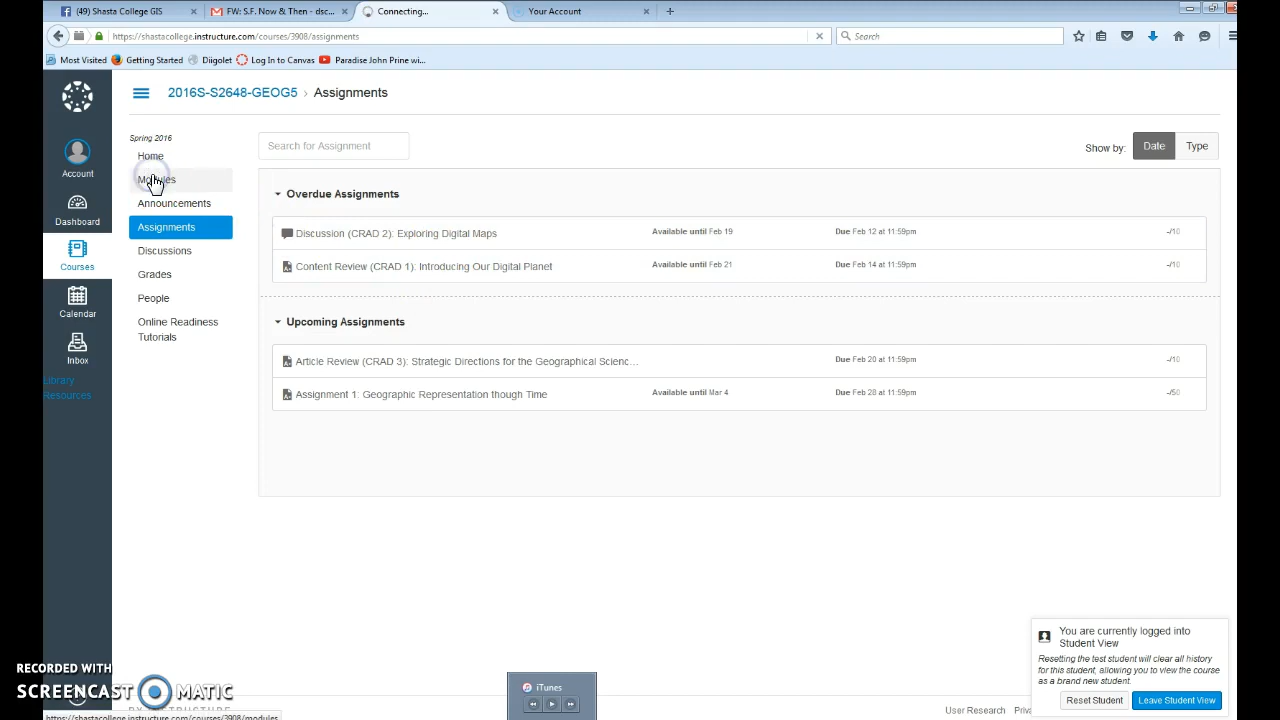 (49) Shasta College GIS
FW: S.F. Now & Then - dsc...
Connecting...
Your Account
https://shastacollege.instructure.com/courses/3908/assignments
Search
Most Visited
Getting Started
Diigolet
Log In to Canvas
Paradise John Prine wi...
2016S-S2648-GEOG5 › Assignments
Account
Dashboard
Courses
Calendar
Inbox
Library
Resources
Spring 2016
Home
Modules
Announcements
Assignments
Discussions
Grades
People
Online Readiness
Tutorials
Search for Assignment
Show by:
Date
Type
Overdue Assignments
Discussion (CRAD 2): Exploring Digital Maps
Available until Feb 19
Due Feb 12 at 11:59pm
-/10
Content Review (CRAD 1): Introducing Our Digital Planet
Available until Feb 21
Due Feb 14 at 11:59pm
-/10
Upcoming Assignments
Article Review (CRAD 3): Strategic Directions for the Geographical Scienc...
Due Feb 20 at 11:59pm
-/10
Assignment 1: Geographic Representation though Time
Available until Mar 4
Due Feb 28 at 11:59pm
-/50
You are currently logged into
Student View
Resetting the test student will clear all history
for this student, allowing you to view the course
as a brand new student.
Reset Student
Leave Student View
iTunes
User Research
RECORDED WITH
SCREENCAST MATIC
https://shastacollege.instructure.com/courses/3908/modules